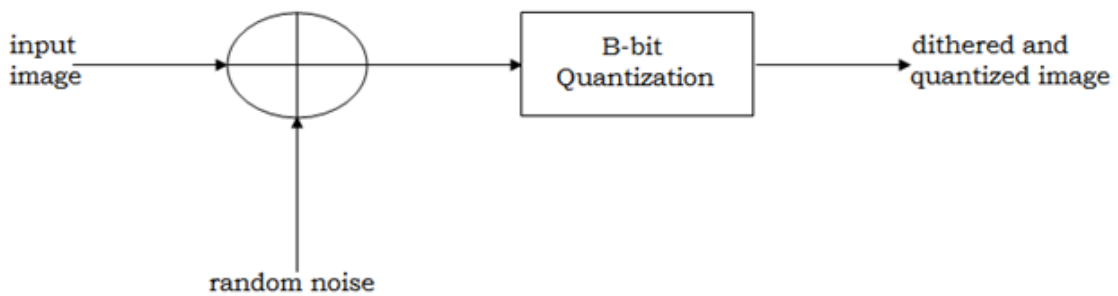 input
image
B-bit
Quantization
dithered and
quantized image
random noise